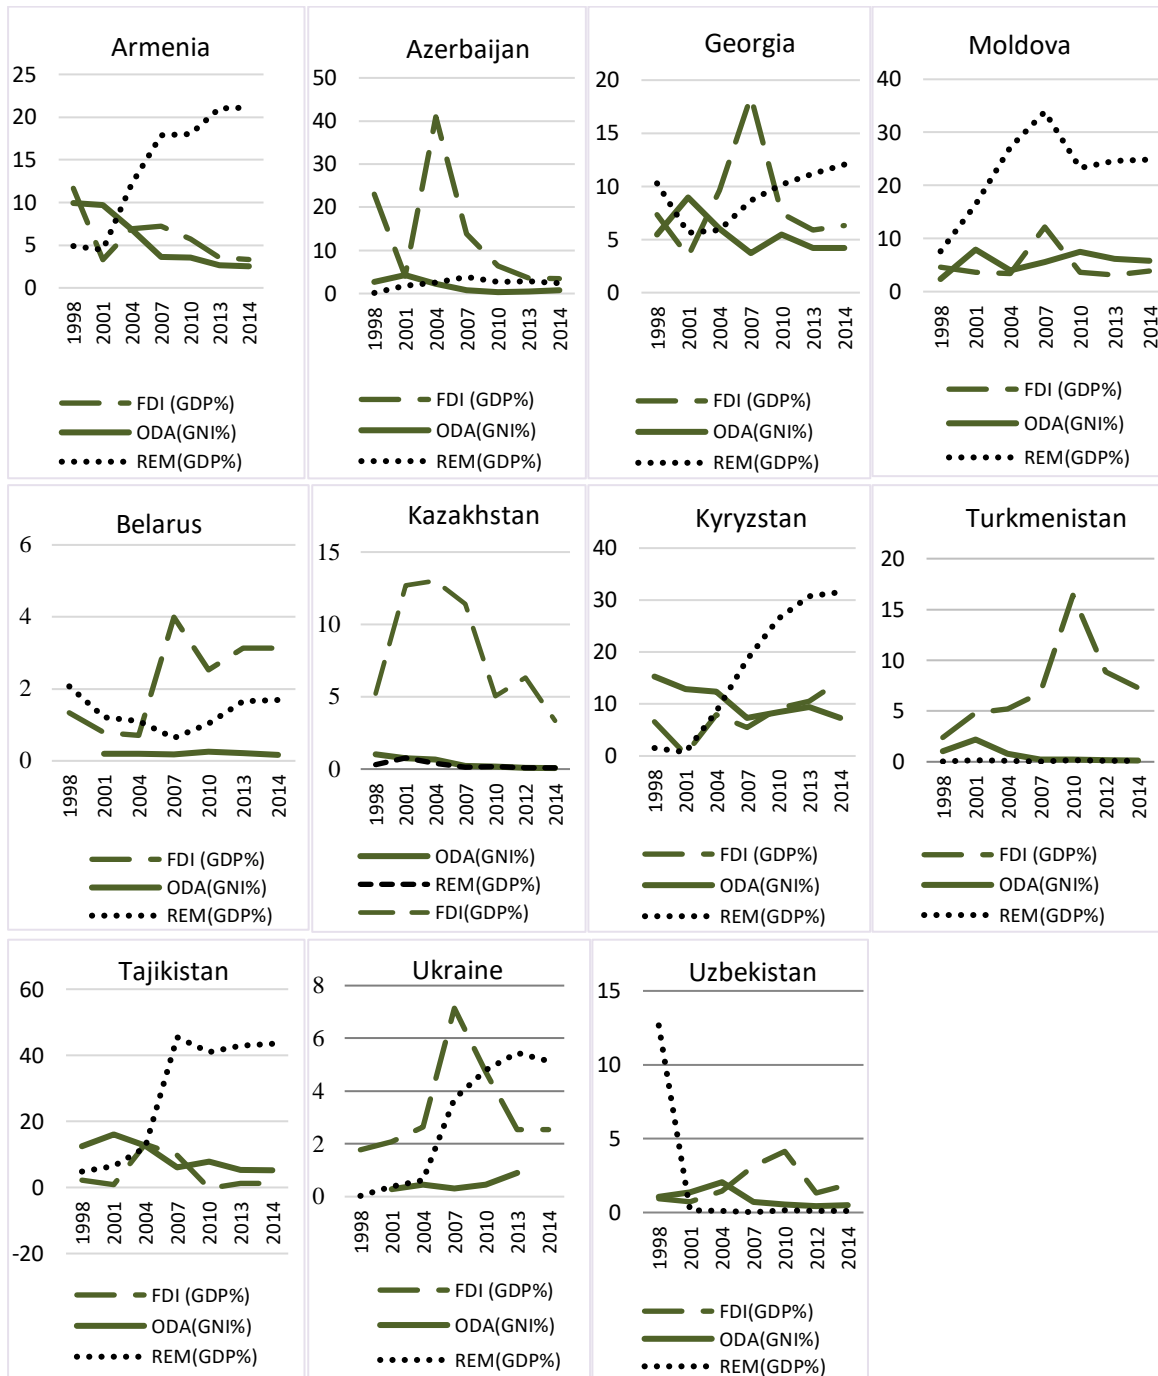 Armenia
25
20
15
10
5
0
1998
2001
2004
2007
2010
2013
2014
FDI (GDP%)
ODA(GNI%)
REM(GDP%)
Azerbaijan
50
40
30
20
10
0
1998
2001
2004
2007
2010
2013
2014
FDI (GDP%)
ODA(GNI%)
REM(GDP%)
Georgia
20
15
10
5
0
1998
2001
2004
2007
2010
2013
2014
FDI (GDP%)
ODA(GNI%)
REM(GDP%)
Moldova
40
30
20
10
0
1998
2001
2004
2007
2010
2013
2014
FDI (GDP%)
ODA(GNI%)
REM(GDP%)
Belarus
6
4
2
0
1998
2001
2004
2007
2010
2013
2014
FDI (GDP%)
ODA(GNI%)
REM(GDP%)
Kazakhstan
15
10
5
0
1998
2001
2004
2007
2010
2012
2014
ODA(GNI%)
REM(GDP%)
FDI(GDP%)
Kyryzstan
40
30
20
10
0
1998
2001
2004
2007
2010
2013
2014
FDI (GDP%)
ODA(GNI%)
REM(GDP%)
Turkmenistan
20
15
10
5
0
1998
2001
2004
2007
2010
2012
2014
FDI (GDP%)
ODA(GNI%)
REM(GDP%)
Tajikistan
60
40
20
0
-20
1998
2001
2004
2007
2010
2013
2014
FDI (GDP%)
ODA(GNI%)
REM(GDP%)
Ukraine
8
6
4
2
0
1998
2001
2004
2007
2010
2013
2014
FDI (GDP%)
ODA(GNI%)
REM(GDP%)
Uzbekistan
15
10
5
0
1998
2001
2004
2007
2010
2012
2014
FDI(GDP%)
ODA(GNI%)
REM(GDP%)